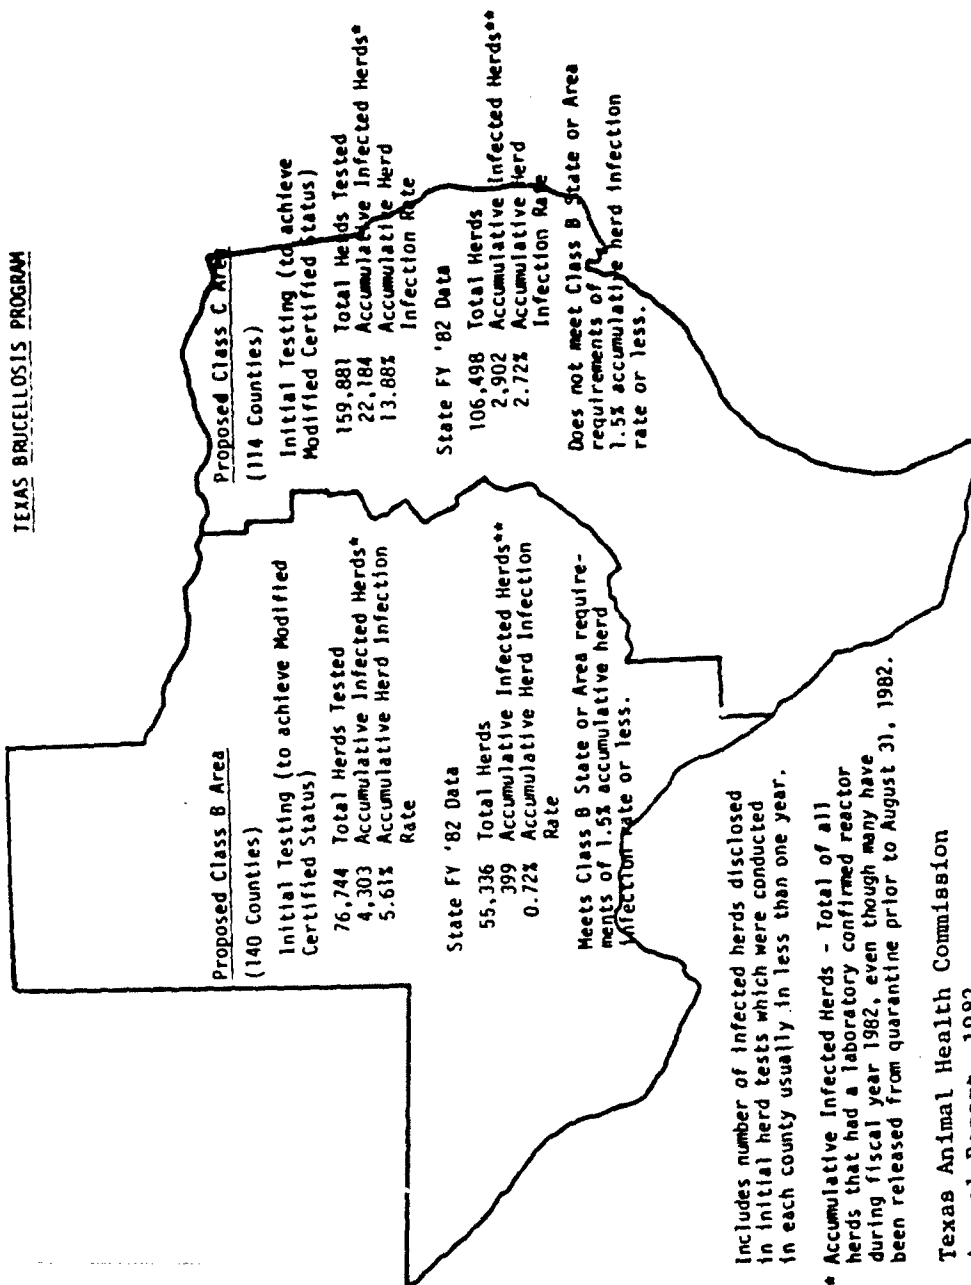 TEXAS BRUCELLOSIS PROGRAM
Proposed Class B Area
(140 Counties)
Initial Testing (to achieve Modified
Certified Status)
76,744 Total Herds Tested
4,303 Accumulative Infected Herds*
5.61% Accumulative Herd Infection
Rate
State FY '82 Data
55,336 Total Herds
399 Accumulative Infected Herds**
0.72% Accumulative Herd Infection
Rate
Meets Class B State or Area require-
ments of 1.5% accumulative herd
infection rate or less.
Proposed Class C Area
(114 Counties)
Initial Testing (to achieve
Modified Certified Status)
159,881 Total Herds Tested
22,184 Accumulative Infected Herds*
13.88% Accumulative Herd
Infection Rate
State FY '82 Data
106,498 Total Herds
2,902 Accumulative Infected Herds**
2.72% Accumulative Herd
Infection Rate
Does not meet Class B State or Area
requirements of
1.5% accumulative herd infection
rate or less.
Includes number of infected herds disclosed
in initial herd tests which were conducted
in each county usually in less than one year.
* Accumulative Infected Herds - Total of all
herds that had a laboratory confirmed reactor
during fiscal year 1982, even though many have
been released from quarantine prior to August 31, 1982.
Texas Animal Health Commission
Annual Report, 1982